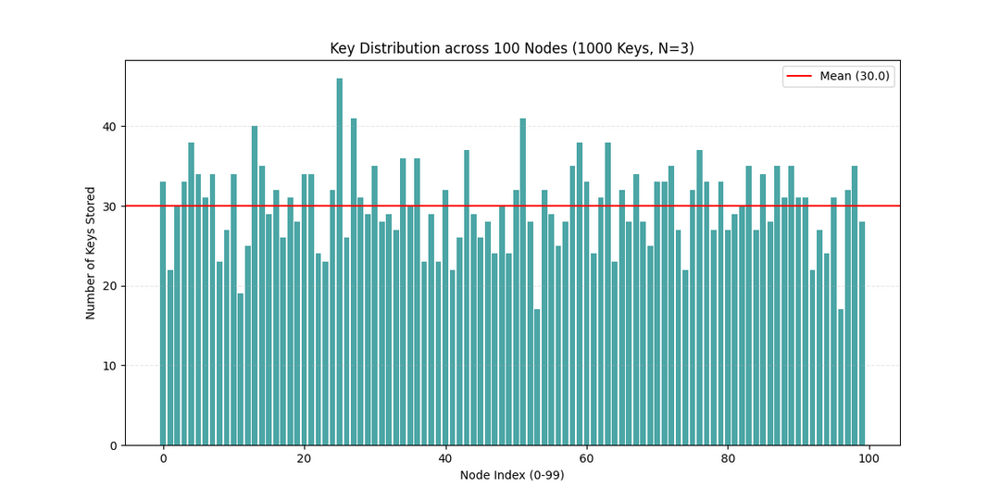 Key Distribution across 100 Nodes (1000 Keys, N=3)
Mean (30.0)
Number of Keys Stored
40
30
20
10
0
0 20 40 60 80 100
Node Index (0-99)